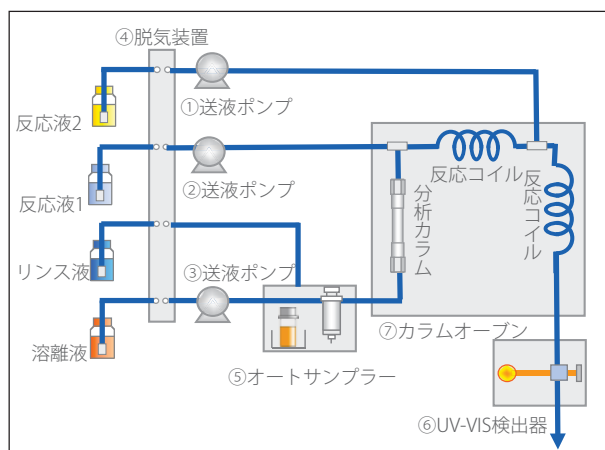 ④脱気装置
反応液2
①送液ポンプ
反応液1
②送液ポンプ
反応コイル
反応コイル
分析カラム
リンス液
③送液ポンプ
溶離液
⑤オートサンプラー
⑦カラムオーブン
⑥UV-VIS検出器